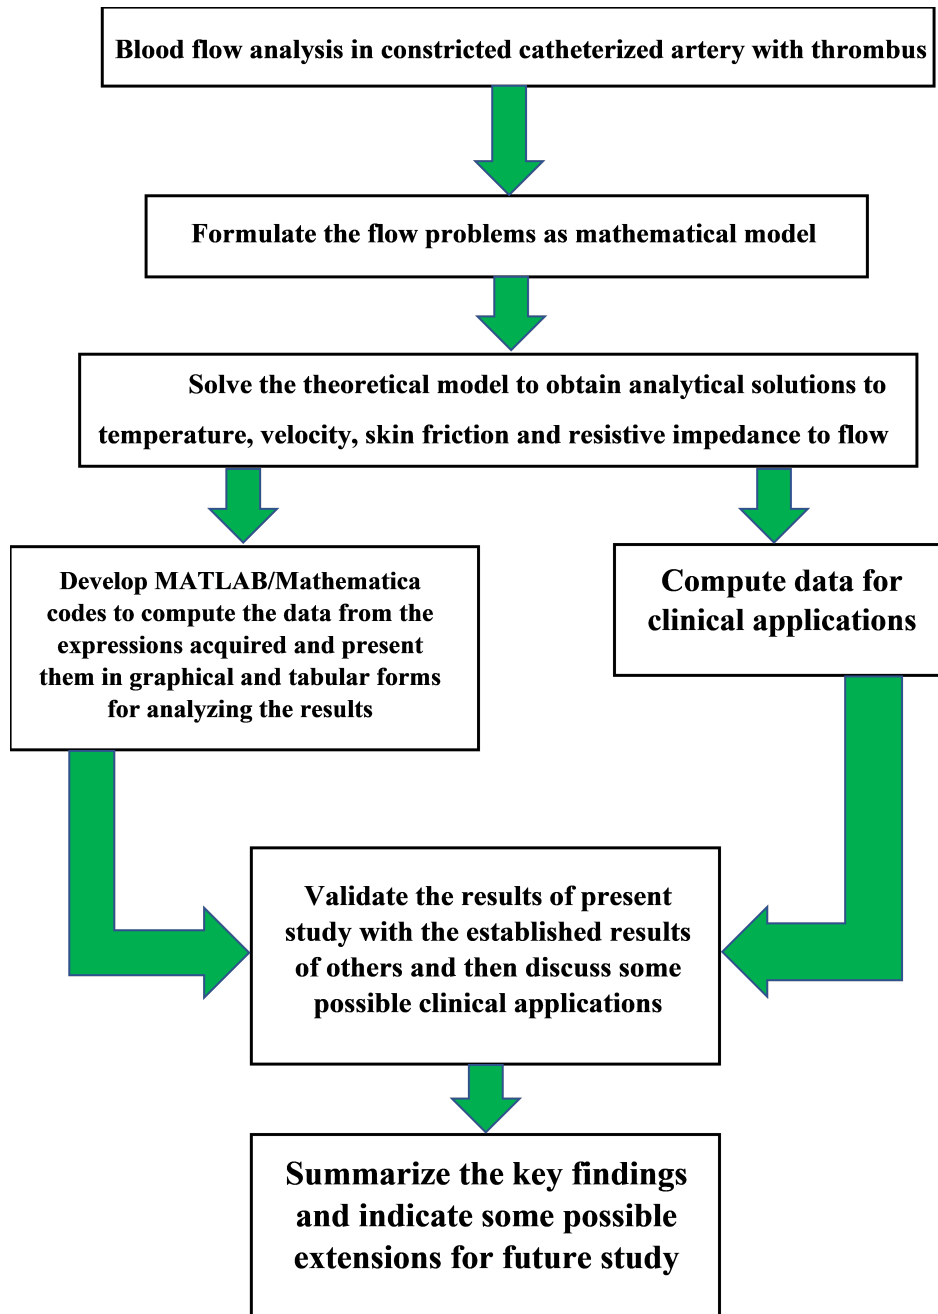 Blood flow analysis in constricted catheterized artery with thrombus
Formulate the flow problems as mathematical model
Solve the theoretical model to obtain analytical solutions to
temperature, velocity, skin friction and resistive impedance to flow
Develop MATLAB/Mathematica
codes to compute the data from the
expressions acquired and present
them in graphical and tabular forms
for analyzing the results
Compute data for
clinical applications
Validate the results of present
study with the established results
of others and then discuss some
possible clinical applications
Summarize the key findings
and indicate some possible
extensions for future study